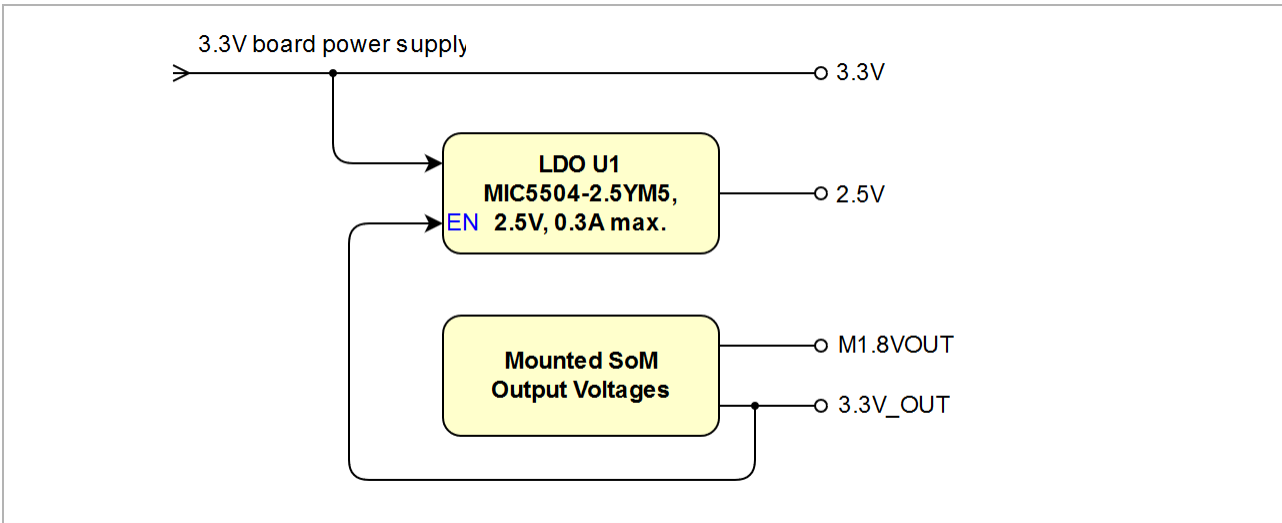 3.3V board power supply
3.3V
LDO U1
MIC5504-2.5YM5,
EN 2.5V, 0.3A max.
2.5V
Mounted SoM
Output Voltages
M1.8VOUT
3.3V_OUT